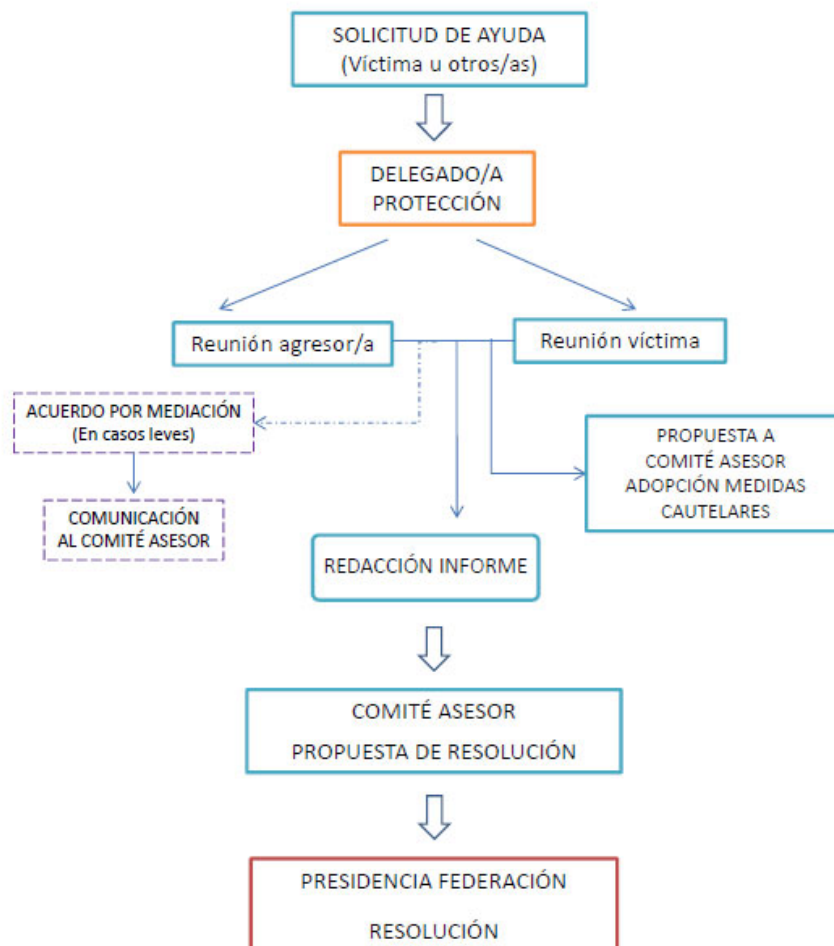 SOLICITUD DE AYUDA
(Víctima u otros/as)
DELEGADO/A
PROTECCIÓN
Reunión agresor/a
Reunión víctima
ACUERDO POR MEDIACIÓN
(En casos leves)
COMUNICACIÓN
AL COMITÉ ASESOR
PROPUESTA A
COMITÉ ASESOR
ADOPCIÓN MEDIDAS
CAUTELARES
REDACCIÓN INFORME
COMITÉ ASESOR
PROPUESTA DE RESOLUCIÓN
PRESIDENCIA FEDERACIÓN
RESOLUCIÓN